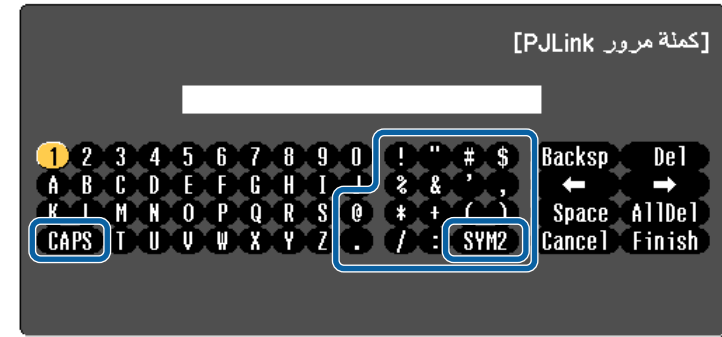 [كملة مرور PJLink]
1 2 3 4 5 6 7 8 9 0 ! " # $ Backsp Del
A B C D E F G H I J % & ' , ← →
K L M N O P Q R S @ * + ( ) Space AllDel
CAPS T U V W X Y Z . / : SYM2 Cancel Finish